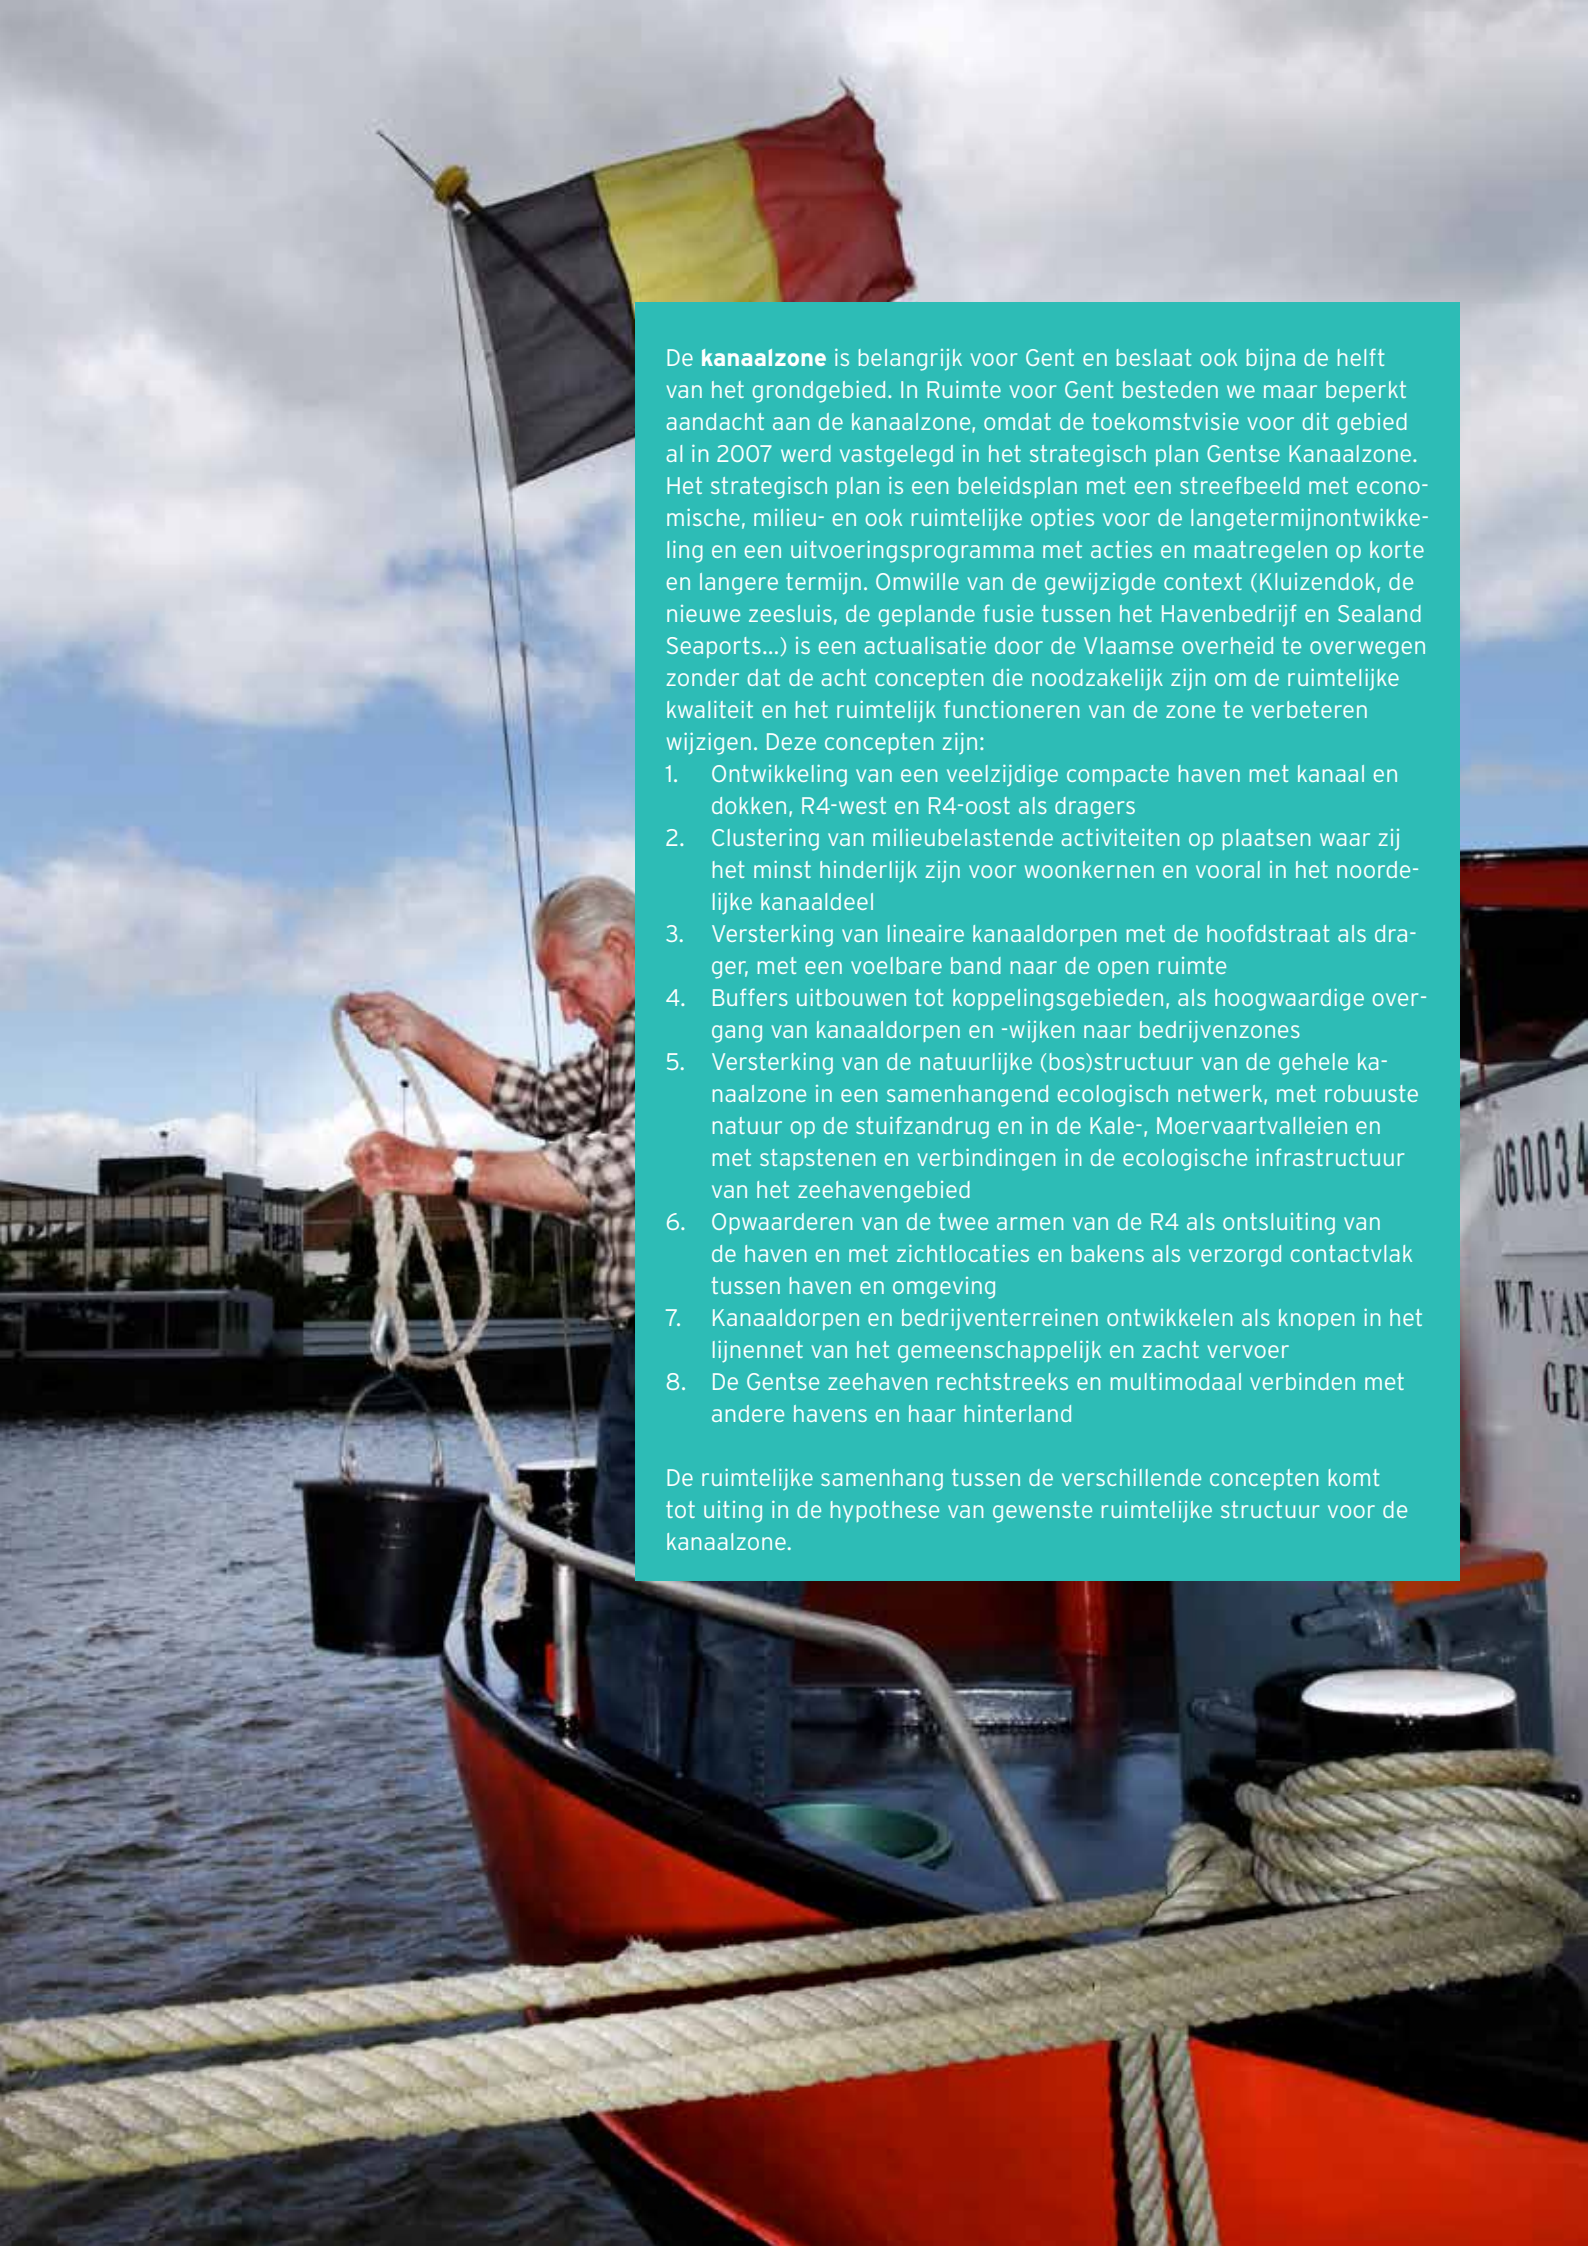 De kanaalzone is belangrijk voor Gent en beslaat ook bijna de helft
van het grondgebied. In Ruimte voor Gent besteden we maar beperkt
aandacht aan de kanaalzone, omdat de toekomstvisie voor dit gebied
al in 2007 werd vastgelegd in het strategisch plan Gentse Kanaalzone.
Het strategisch plan is een beleidsplan met een streefbeeld met econo-
mische, milieu- en ook ruimtelijke opties voor de langetermijnontwikke-
ling en een uitvoeringsprogramma met acties en maatregelen op korte
en langere termijn. Omwille van de gewijzigde context (Kluizendok, de
nieuwe zeesluis, de geplande fusie tussen het Havenbedrijf en Sealand
Seaports...) is een actualisatie door de Vlaamse overheid te overwegen
zonder dat de acht concepten die noodzakelijk zijn om de ruimtelijke
kwaliteit en het ruimtelijk functioneren van de zone te verbeteren
wijzigen. Deze concepten zijn:
1. Ontwikkeling van een veelzijdige compacte haven met kanaal en
dokken, R4-west en R4-oost als dragers
2. Clustering van milieubelastende activiteiten op plaatsen waar zij
het minst hinderlijk zijn voor woonkernen en vooral in het noorde-
lijke kanaaldeel
3. Versterking van lineaire kanaaldorpen met de hoofdstraat als dra-
ger, met een voelbare band naar de open ruimte
4. Buffers uitbouwen tot koppelingsgebieden, als hoogwaardige over-
gang van kanaaldorpen en -wijken naar bedrijvenzones
5. Versterking van de natuurlijke (bos)structuur van de gehele ka-
naalzone in een samenhangend ecologisch netwerk, met robuuste
natuur op de stuifzandrug en in de Kale-, Moervaartvalleien en
met stapstenen en verbindingen in de ecologische infrastructuur
van het zeehavengebied
6. Opwaarderen van de twee armen van de R4 als ontsluiting van
de haven en met zichtlocaties en bakens als verzorgd contactvlak
tussen haven en omgeving
7. Kanaaldorpen en bedrijventerreinen ontwikkelen als knopen in het
lijnennet van het gemeenschappelijk en zacht vervoer
8. De Gentse zeehaven rechtstreeks en multimodaal verbinden met
andere havens en haar hinterland
De ruimtelijke samenhang tussen de verschillende concepten komt
tot uiting in de hypothese van gewenste ruimtelijke structuur voor de
kanaalzone.
060034
W.T.VAN
GE